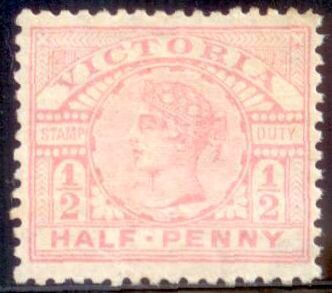 VICTORIA
STAMP DUTY
1/2 1/2
HALF-PENNY